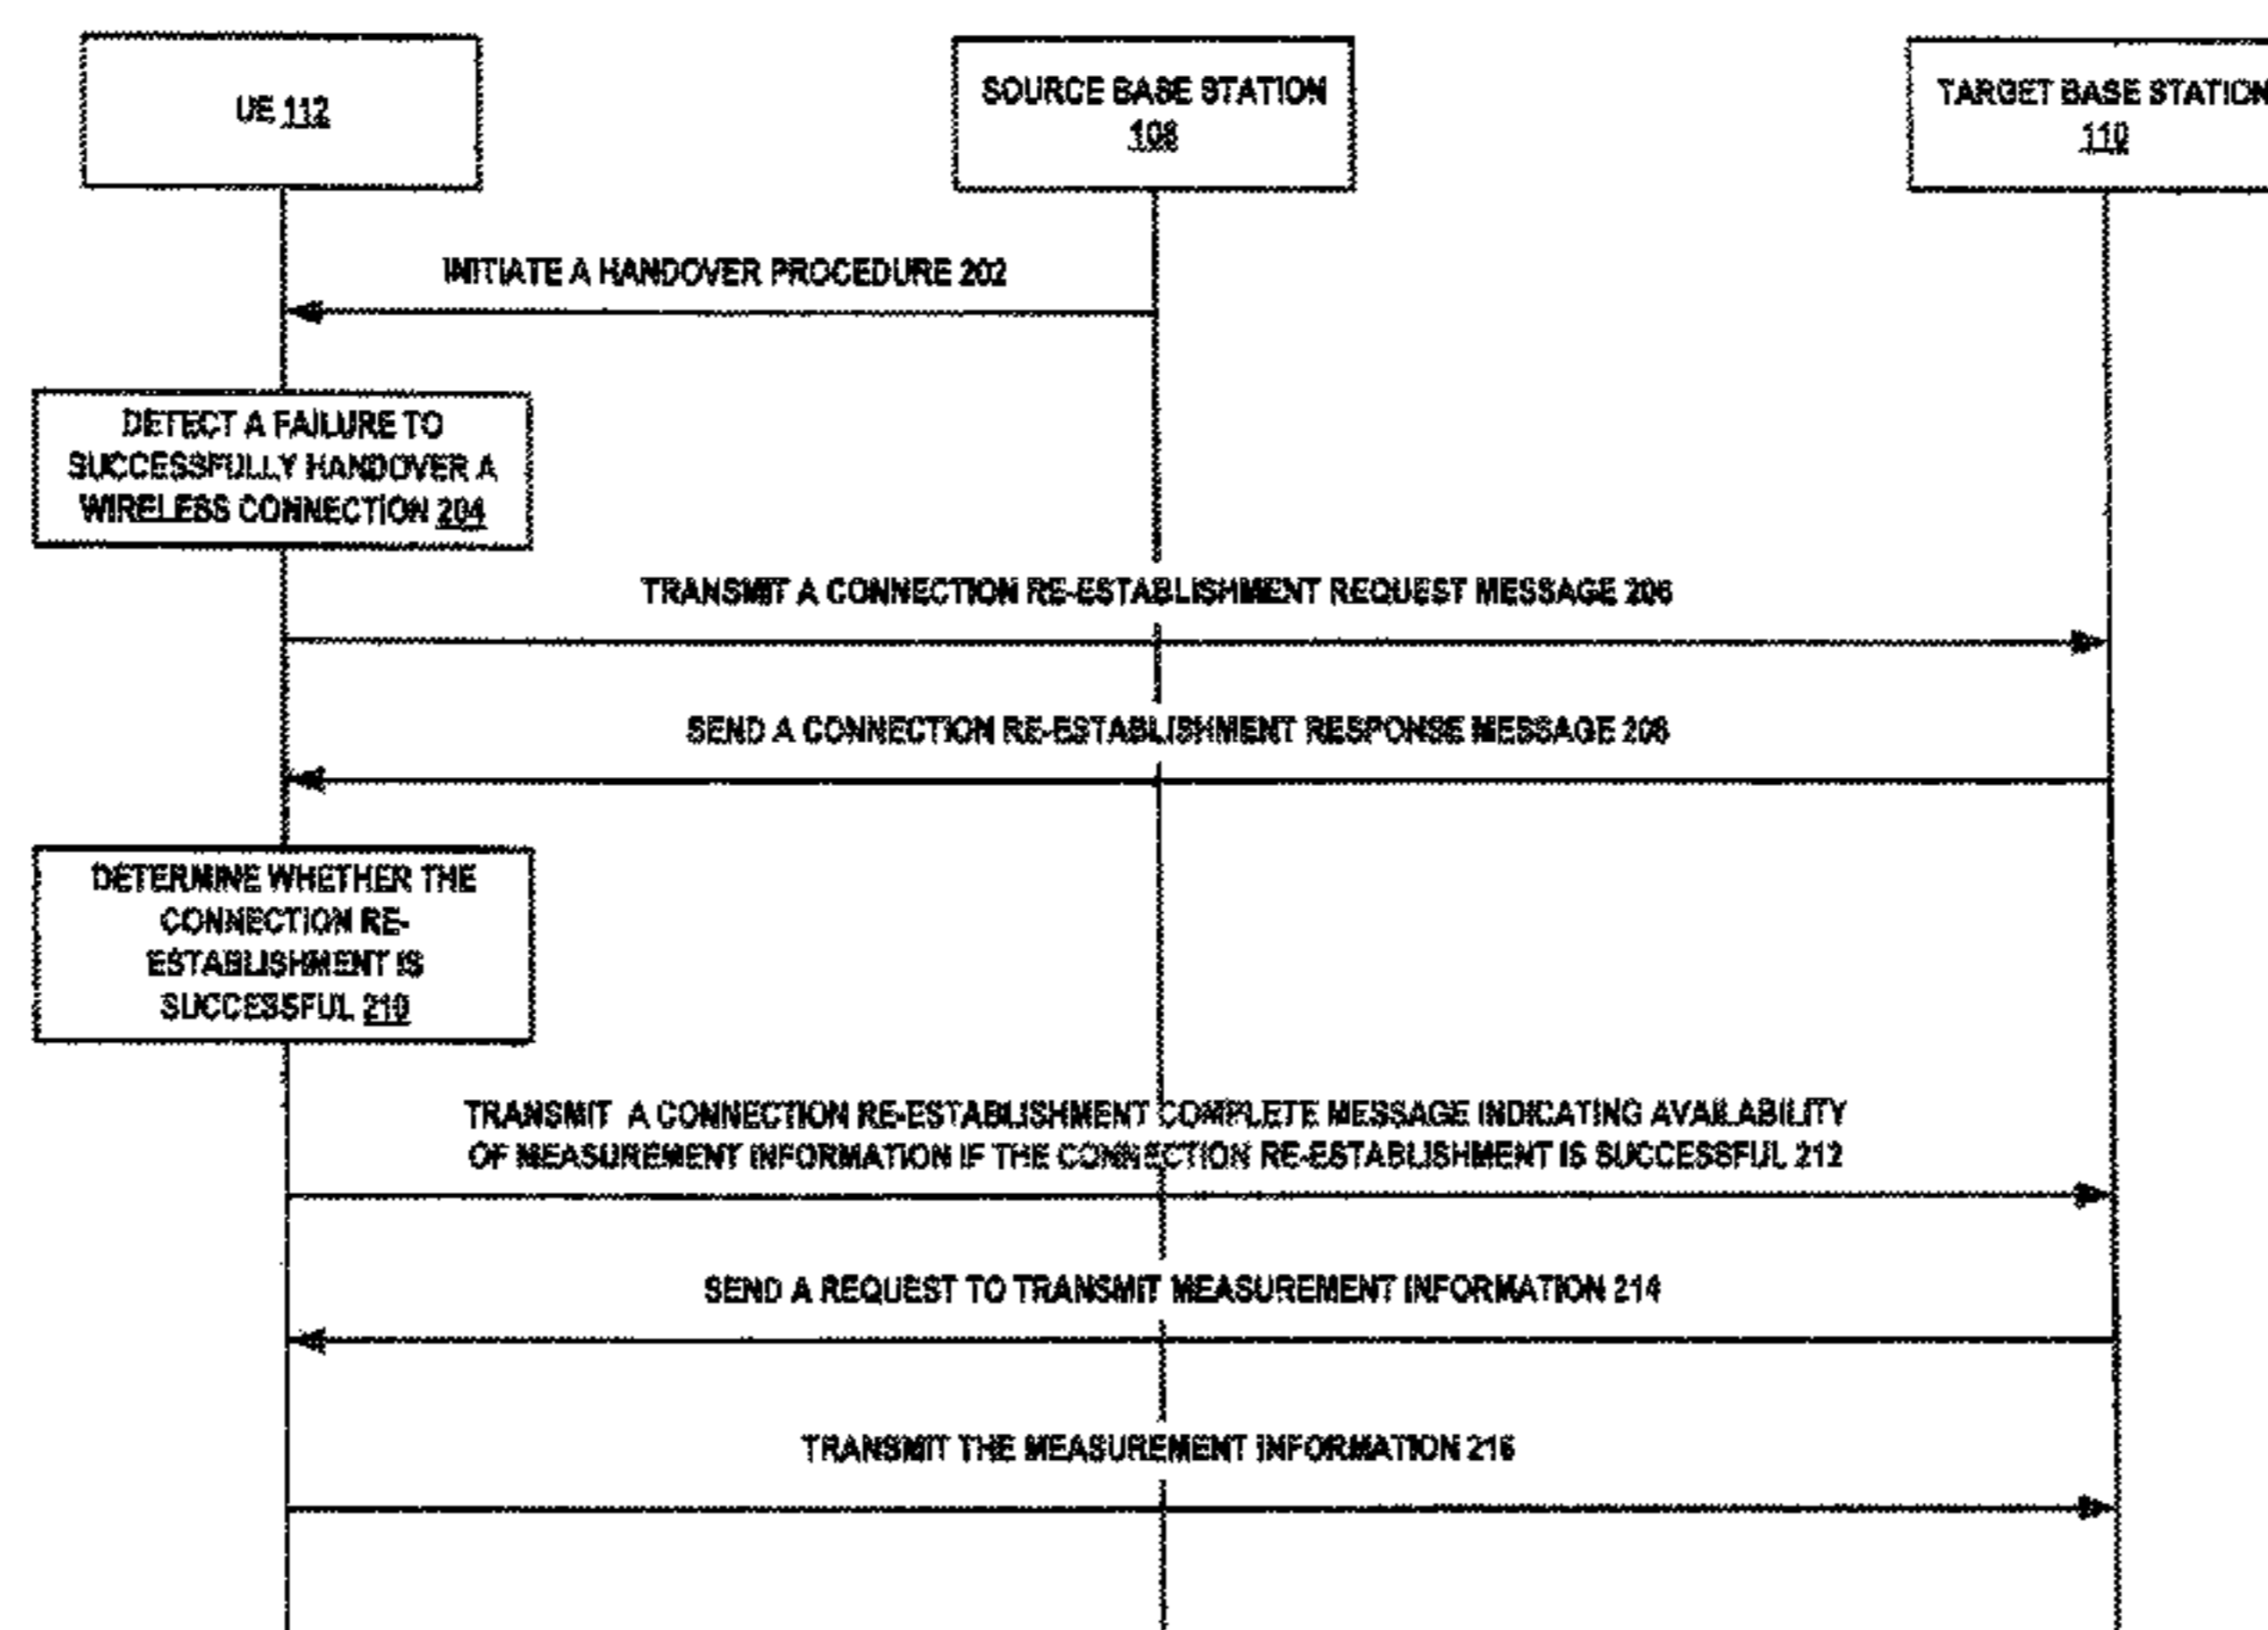 UE 112
SOURCE BASE STATION
108
TARGET BASE STATION
110
INITIATE A HANDOVER PROCEDURE 202
DETECT A FAILURE TO
SUCCESSFULLY HANDOVER A
WIRELESS CONNECTION 204
TRANSMIT A CONNECTION RE-ESTABLISHMENT REQUEST MESSAGE 206
SEND A CONNECTION RE-ESTABLISHMENT RESPONSE MESSAGE 208
DETERMINE WHETHER THE
CONNECTION RE-
ESTABLISHMENT IS
SUCCESSFUL 210
TRANSMIT A CONNECTION RE-ESTABLISHMENT COMPLETE MESSAGE INDICATING AVAILABILITY
OF MEASUREMENT INFORMATION IF THE CONNECTION RE-ESTABLISHMENT IS SUCCESSFUL 212
SEND A REQUEST TO TRANSMIT MEASUREMENT INFORMATION 214
TRANSMIT THE MEASUREMENT INFORMATION 216